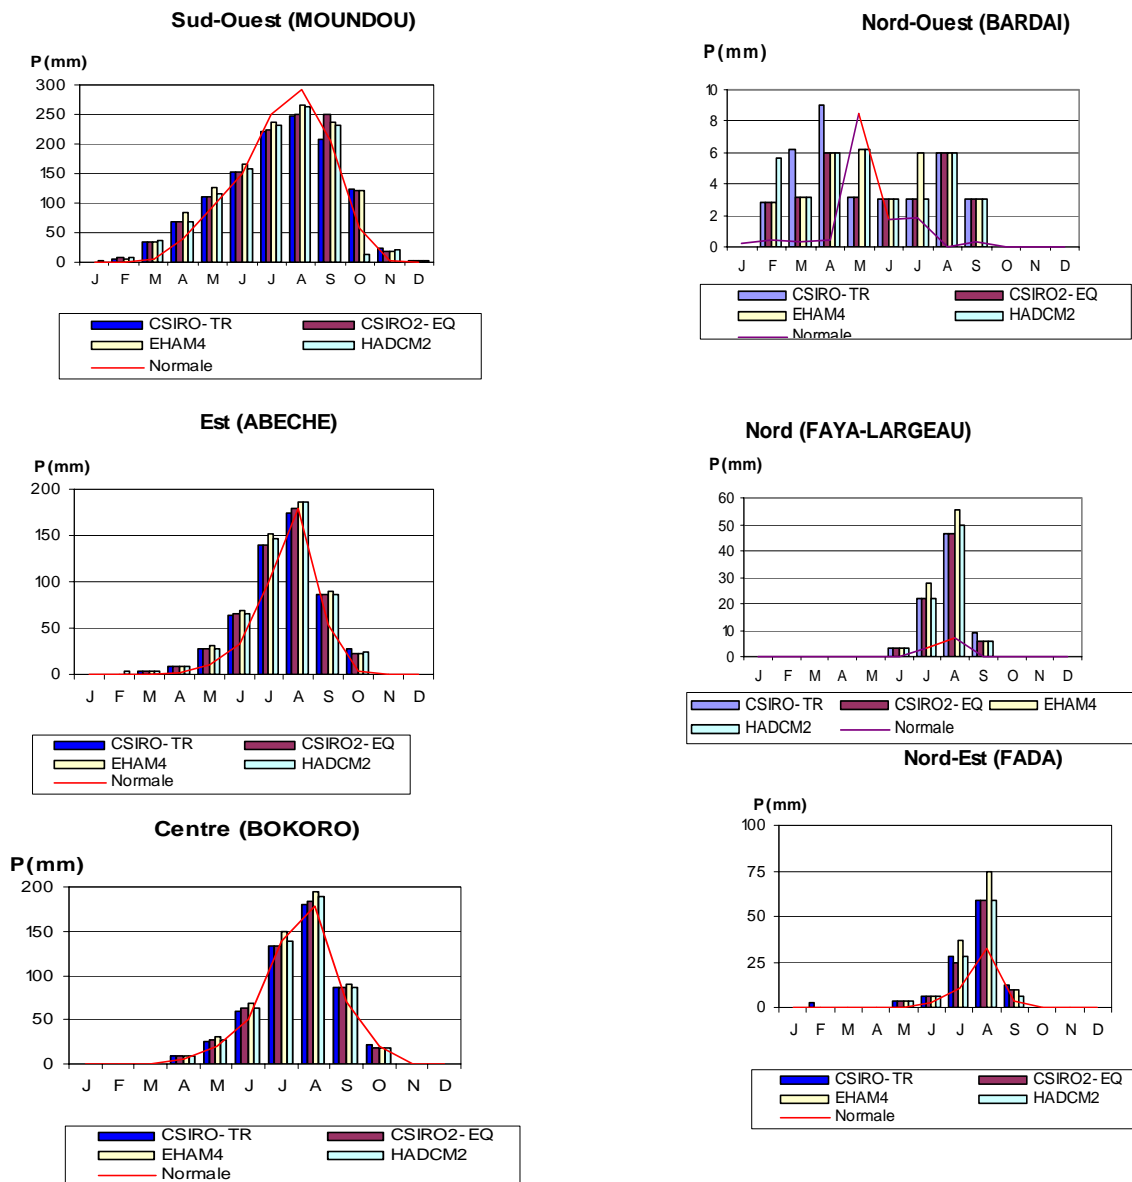 Sud-Ouest (MOUNDOU)
P(mm)
300
250
200
150
100
50
0
J F M A M J J A S O N D
CSIRO-TR CSIRO2-EQ
EHAM4 HADCM2
Normale
Nord-Ouest (BARDAI)
P(mm)
10
8
6
4
2
0
J F M A M J J A S O N D
CSIRO-TR CSIRO2-EQ
EHAM4 HADCM2
Normale
Est (ABECHE)
P(mm)
200
150
100
50
0
J F M A M J J A S O N D
CSIRO-TR CSIRO2-EQ
EHAM4 HADCM2
Normale
Nord (FAYA-LARGEAU)
P(mm)
60
50
40
30
20
10
0
J F M A M J J A S O N D
CSIRO-TR CSIRO2-EQ EHAM4
HADCM2 Normale
Centre (BOKORO)
P(mm)
200
150
100
50
0
J F M A M J J A S O N D
CSIRO-TR CSIRO2-EQ
EHAM4 HADCM2
Normale
Nord-Est (FADA)
P(mm)
100
75
50
25
0
J F M A M J J A S O N D
CSIRO-TR CSIRO2-EQ
EHAM4 HADCM2
Normale